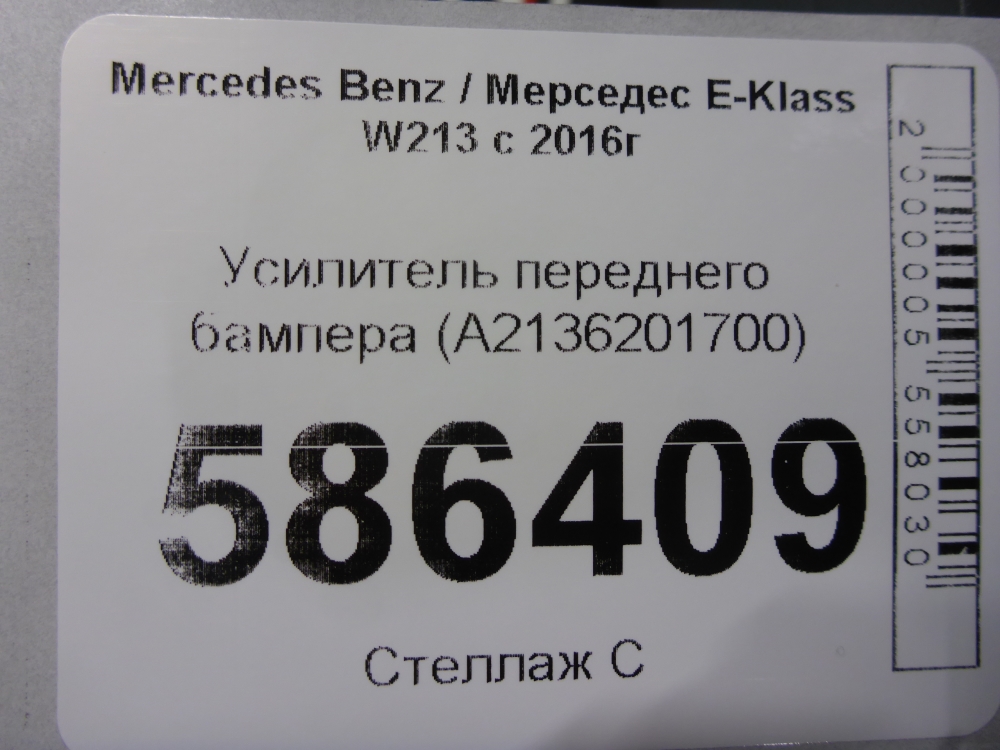 Mercedes Benz / Мерседес E-Klass
W213 с 2016г
Усилитель переднего
бампера (A2136201700)
586409
Стеллаж С
2000005558030